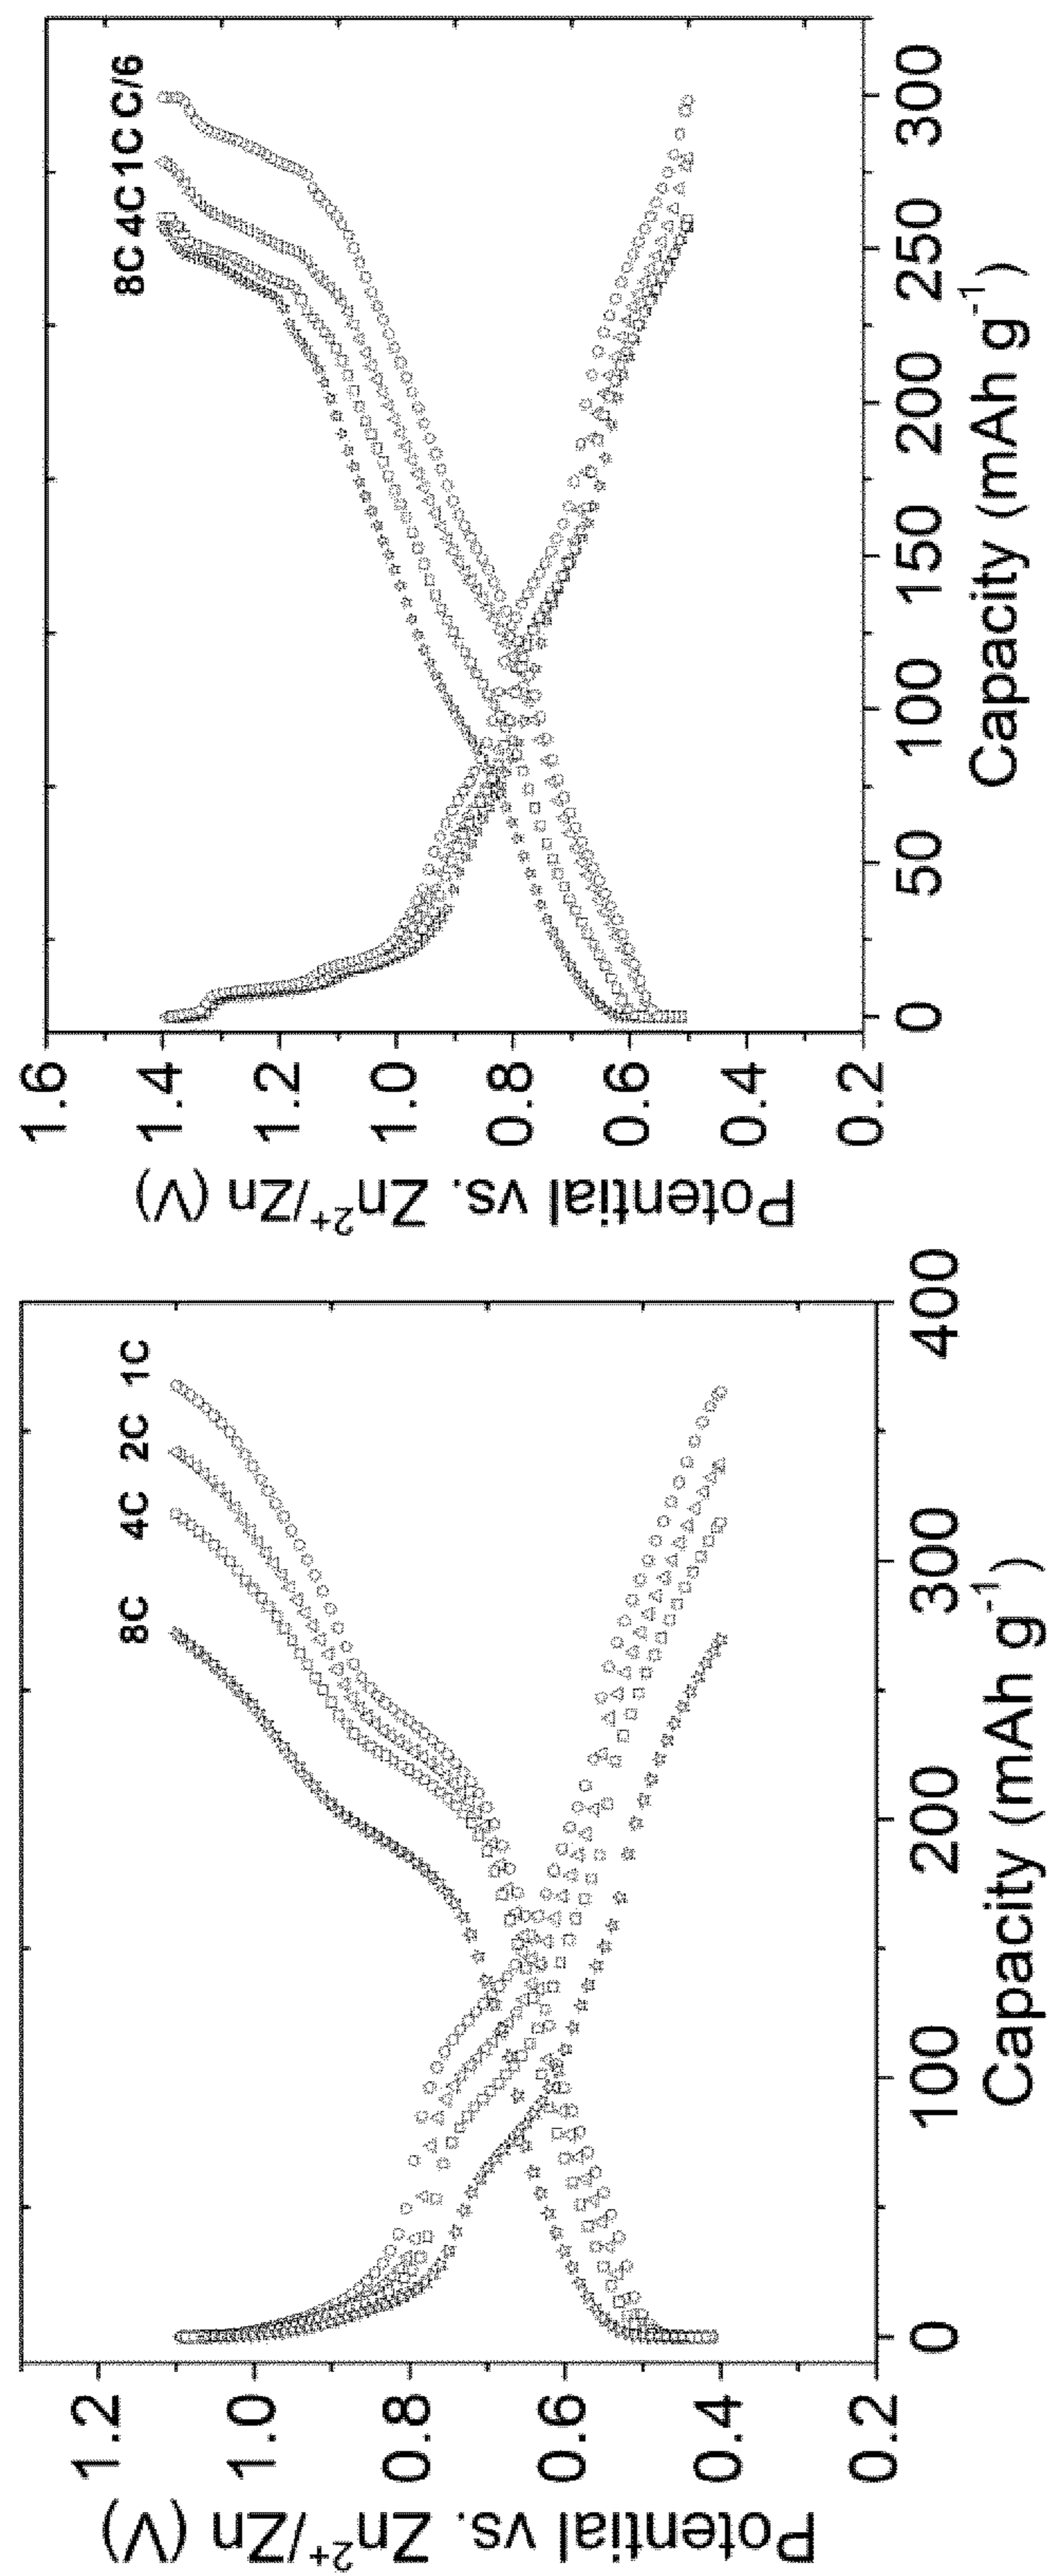 8C 4C 2C 1C
1.2
1.0
0.8
0.6
0.4
0.2
0 100 200 300 400
Potential vs. Zn²⁺/Zn (V)
Capacity (mAh g⁻¹)
8C 4C 1C C/6
1.6
1.4
1.2
1.0
0.8
0.6
0.4
0.2
0 50 100 150 200 250 300
Potential vs. Zn²⁺/Zn (V)
Capacity (mAh g⁻¹)